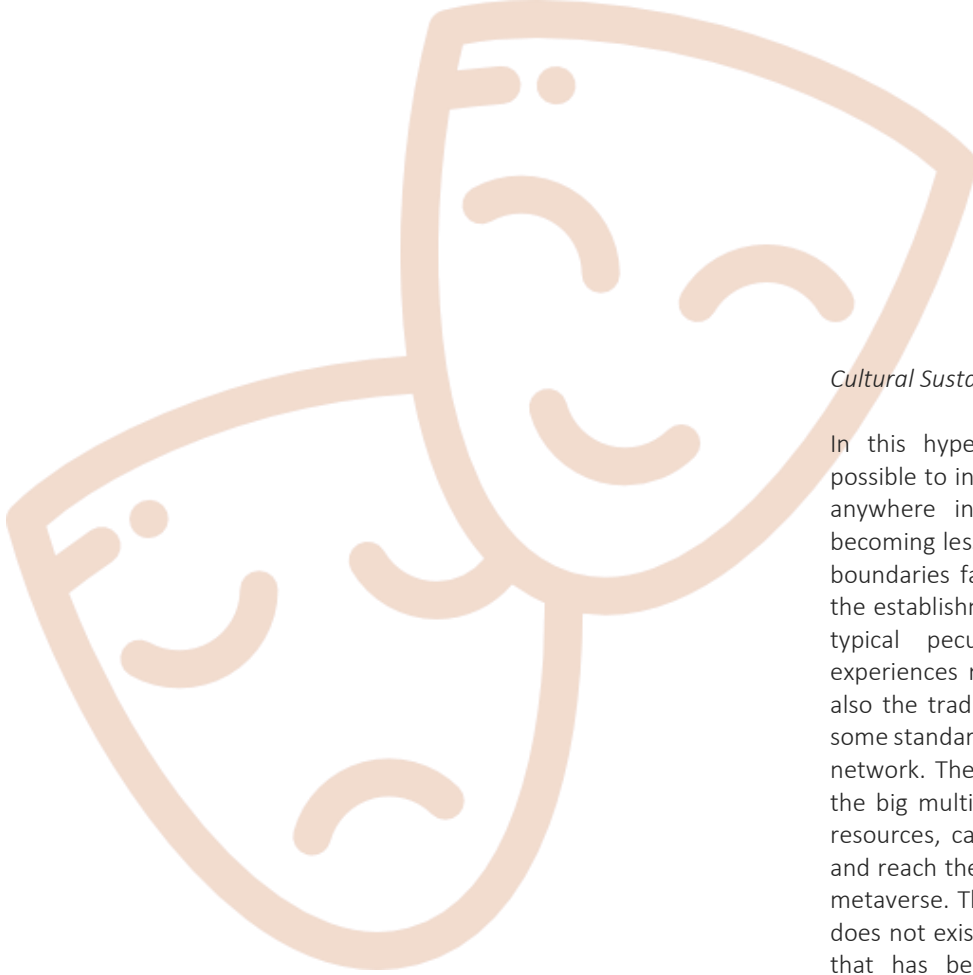 Cultural Susta
In this hype
possible to in
anywhere in
becoming les
boundaries fa
the establishr
typical pecu
experiences r
also the trad
some standar
network. The
the big multi
resources, ca
and reach the
metaverse. Tl
does not exis
that has be